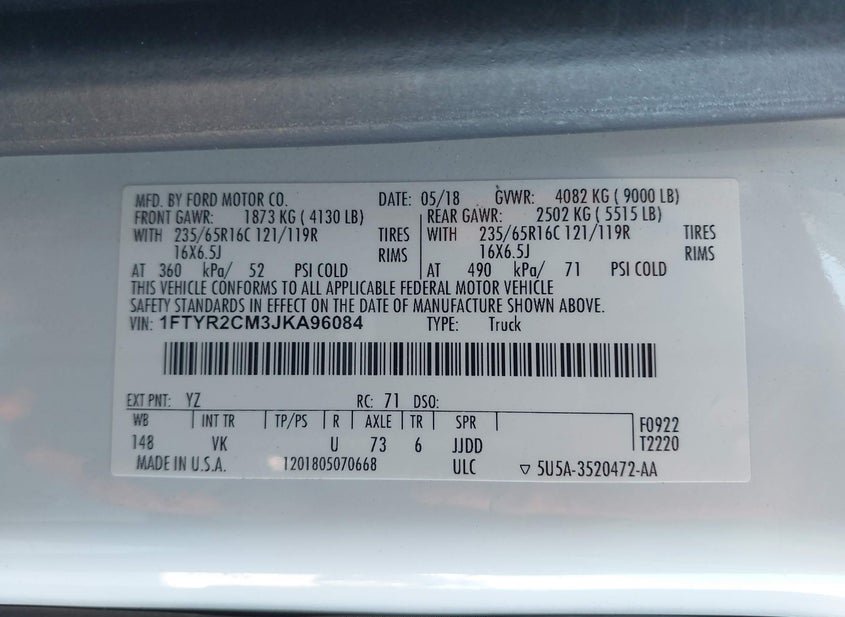 MFD. BY FORD MOTOR CO. DATE: 05/18 GVWR: 4082 KG ( 9000 LB)
FRONT GAWR: 1873 KG ( 4130 LB) REAR GAWR: 2502 KG ( 5515 LB)
WITH 235/65R16C 121/119R TIRES WITH 235/65R16C 121/119R TIRES
16X6.5J RIMS 16X6.5J RIMS
AT 360 kPa/ 52 PSI COLD AT 490 kPa/ 71 PSI COLD
THIS VEHICLE CONFORMS TO ALL APPLICABLE FEDERAL MOTOR VEHICLE
SAFETY STANDARDS IN EFFECT ON THE DATE OF MANUFACTURE SHOWN ABOVE.
VIN: 1FTYR2CM3JKA96084 TYPE: Truck
EXT PNT: YZ RC: 71 DSO:
WB INT TR TP/PS R AXLE TR SPR F0922
148 VK U 73 6 JJDD T2220
MADE IN U.S.A. 1201805070668 ULC ▽ 5U5A-3520472-AA